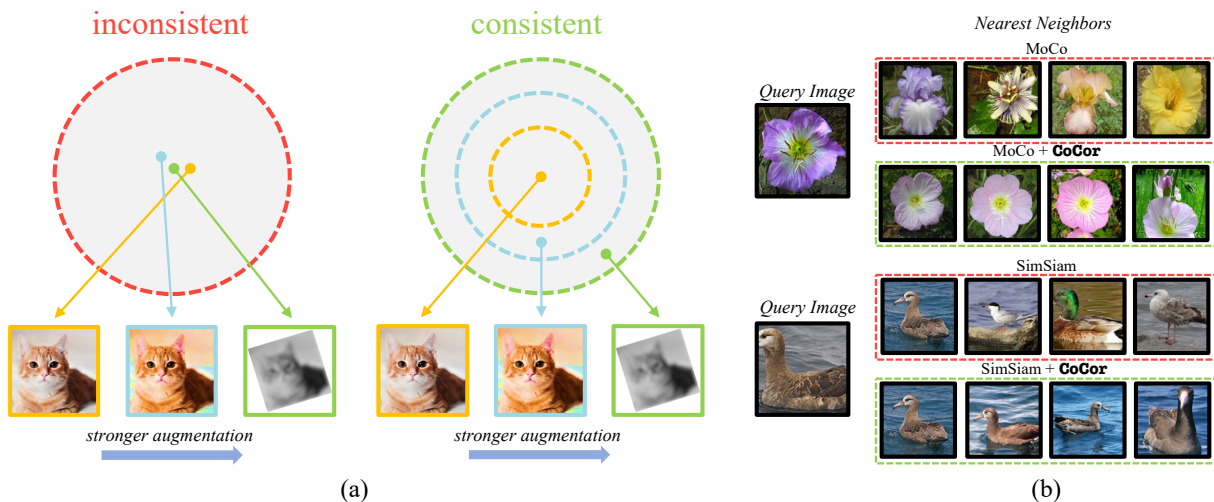 inconsistent
consistent
stronger augmentation
stronger augmentation
(a)
Nearest Neighbors
MoCo
Query Image
MoCo + CoCor
SimSiam
Query Image
SimSiam + CoCor
(b)